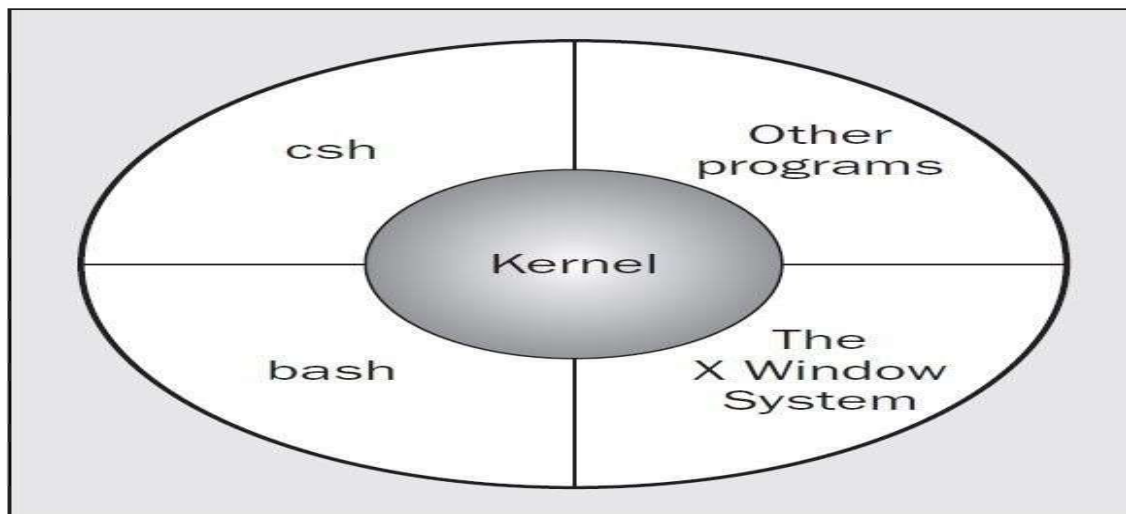 csh
Other
programs
Kernel
bash
The
X Window
System